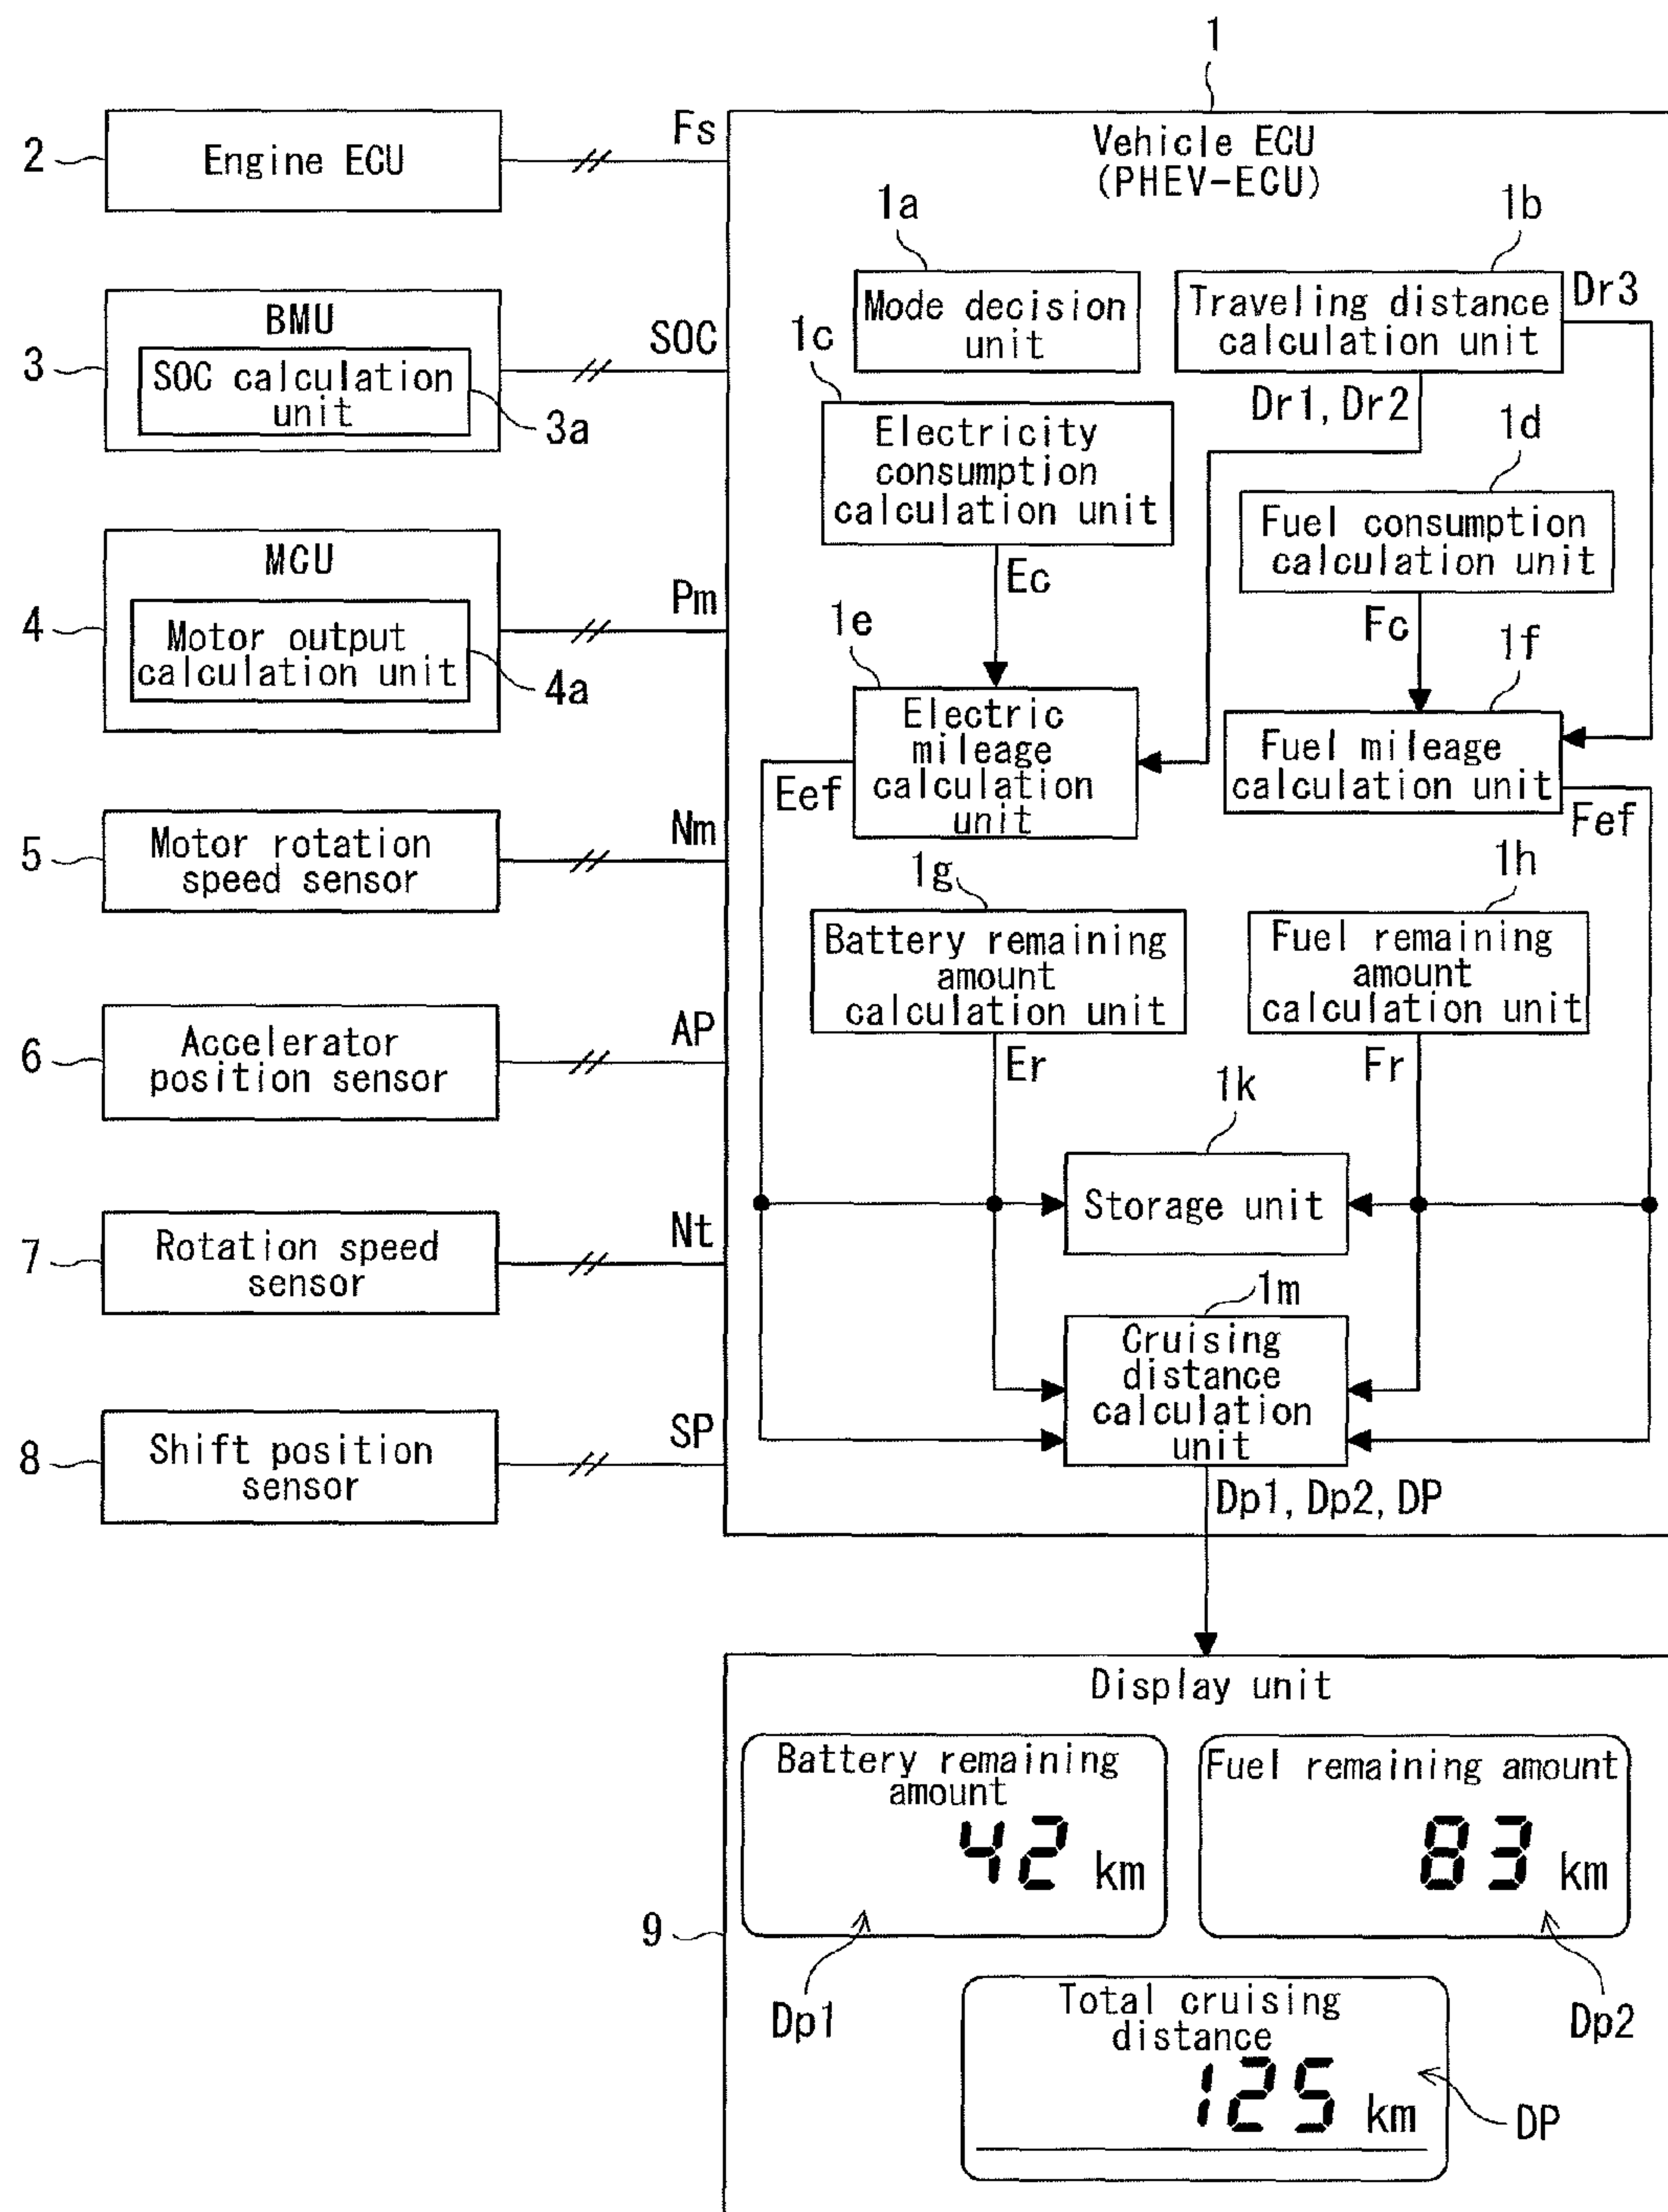 1
2
Engine ECU
Fs
Vehicle ECU
(PHEV-ECU)
1a
Mode decision
unit
1b
Traveling distance
calculation unit
Dr3
Dr1, Dr2
3
BMU
SOC calculation
unit
3a
SOC
1c
Electricity
consumption
calculation unit
Ec
1d
Fuel consumption
calculation unit
Fc
4
MCU
Motor output
calculation unit
4a
Pm
1e
Electric
mileage
calculation
unit
Eef
1f
Fuel mileage
calculation unit
Fef
5
Motor rotation
speed sensor
Nm
1g
Battery remaining
amount
calculation unit
Er
1h
Fuel remaining
amount
calculation unit
Fr
6
Accelerator
position sensor
AP
1k
Storage unit
7
Rotation speed
sensor
Nt
1m
Cruising
distance
calculation
unit
8
Shift position
sensor
SP
Dp1, Dp2, DP
9
Display unit
Battery remaining
amount
42 km
Dp1
Fuel remaining amount
83 km
Dp2
Total cruising
distance
125 km
DP